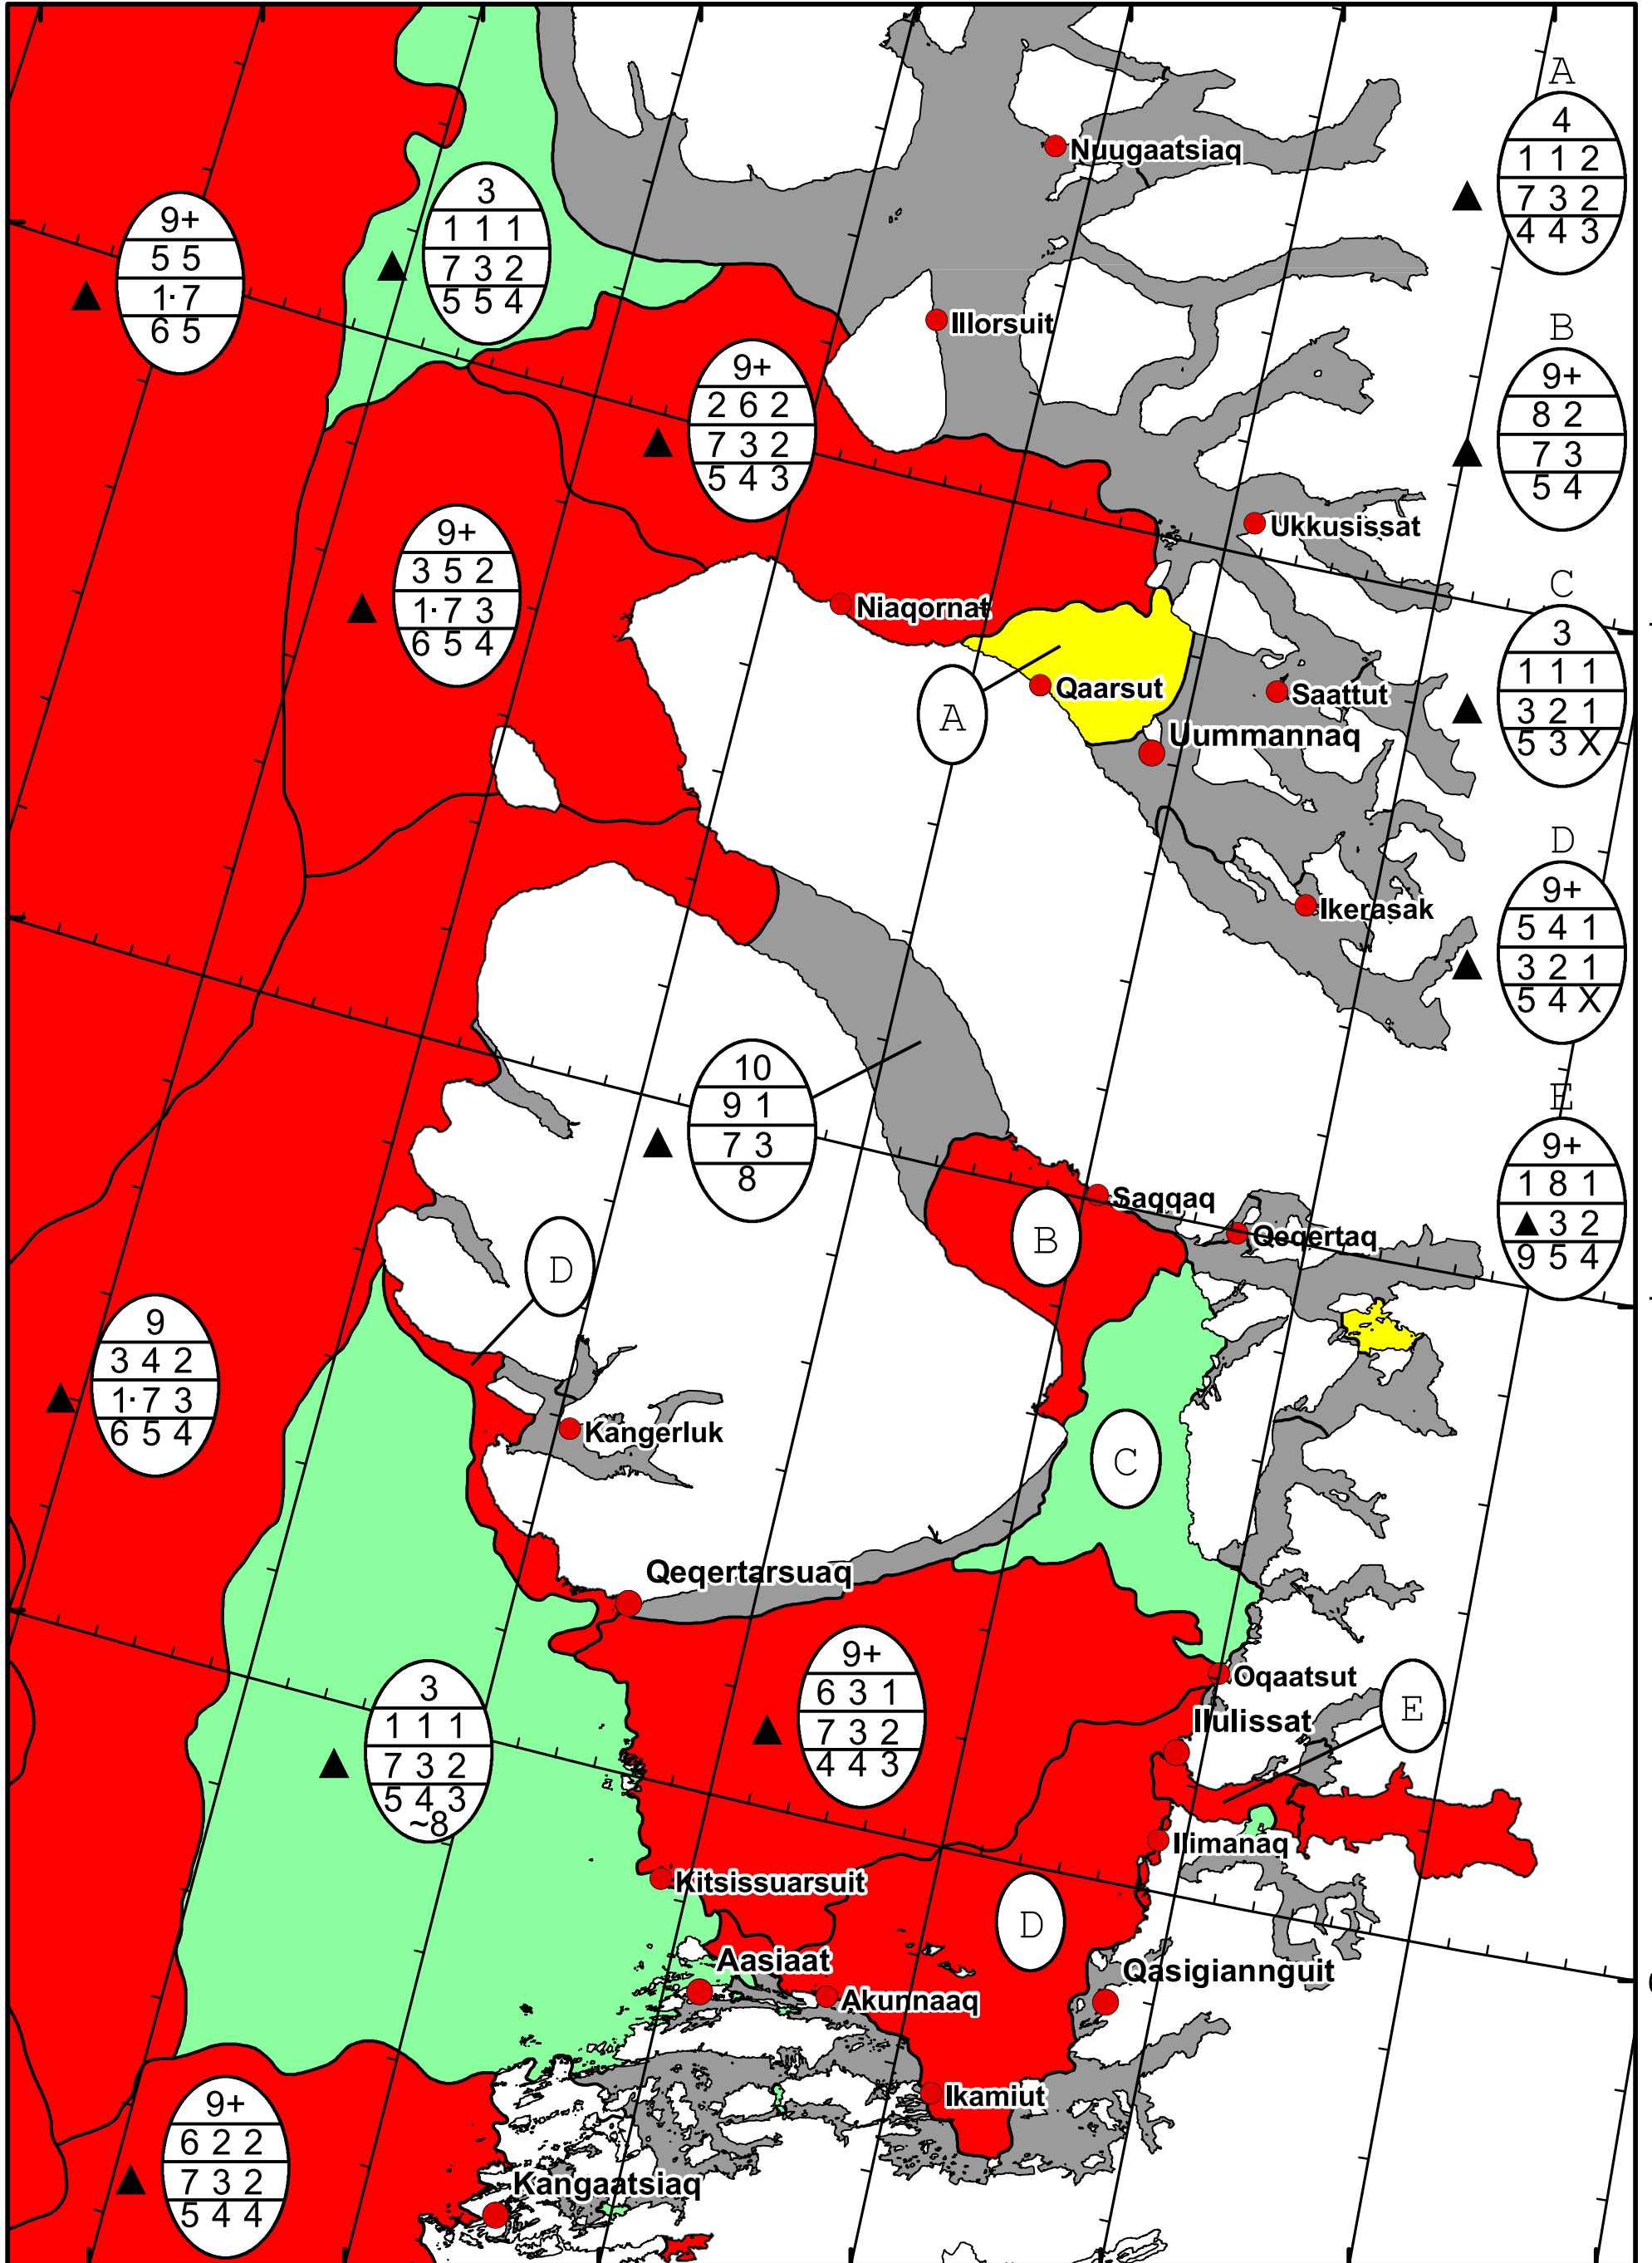 A
4
1 1 2
▲ 7 3 2
4 4 3
Nuugaatsiaq
9+
5 5
▲ 1· 7
6 5
3
1 1 1
▲ 7 3 2
5 5 4
Illorsuit
B
9+
8 2
▲ 7 3
5 4
9+
2 6 2
▲ 7 3 2
5 4 3
Ukkusissat
9+
3 5 2
▲ 1· 7 3
6 5 4
Niaqornat
C
3
1 1 1
▲ 3 2 1
5 3 X
Qaarsut
Saattut
A
Uummannaq
D
9+
5 4 1
▲ 3 2 1
5 4 X
Ikerasak
10
9 1
▲ 7 3
8
E
9+
1 8 1
▲ 3 2
9 5 4
Saqqaq
B
Qeqertaq
D
9
3 4 2
▲ 1· 7 3
6 5 4
Kangerluk
C
Qeqertarsuaq
Oqaatsut
E
Ilulissat
9+
6 3 1
▲ 7 3 2
4 4 3
3
1 1 1
▲ 7 3 2
5 4 3
~8
Ilimanaq
Kitsissuarsuit
D
Aasiaat
Qasigiannguit
Akunnaaq
Ikamiut
9+
6 2 2
▲ 7 3 2
5 4 4
Kangaatsiaq